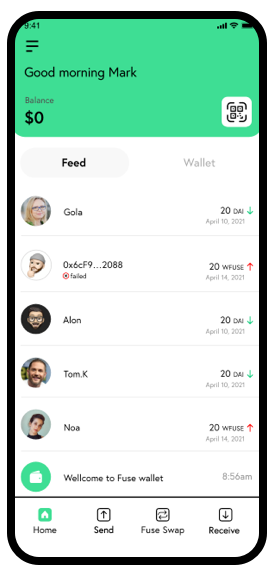 9:41
Good morning Mark
Balance
$0
Feed
Wallet
Gola
20 DAI ↓
April 10, 2021
0x6cF9...2088
failed
20 WFUSE ↑
April 14, 2021
Alon
20 DAI ↓
April 10, 2021
Tom.K
20 DAI ↓
April 10, 2021
Noa
20 WFUSE ↑
April 14, 2021
Wellcome to Fuse wallet
8:56am
Home
Send
Fuse Swap
Receive